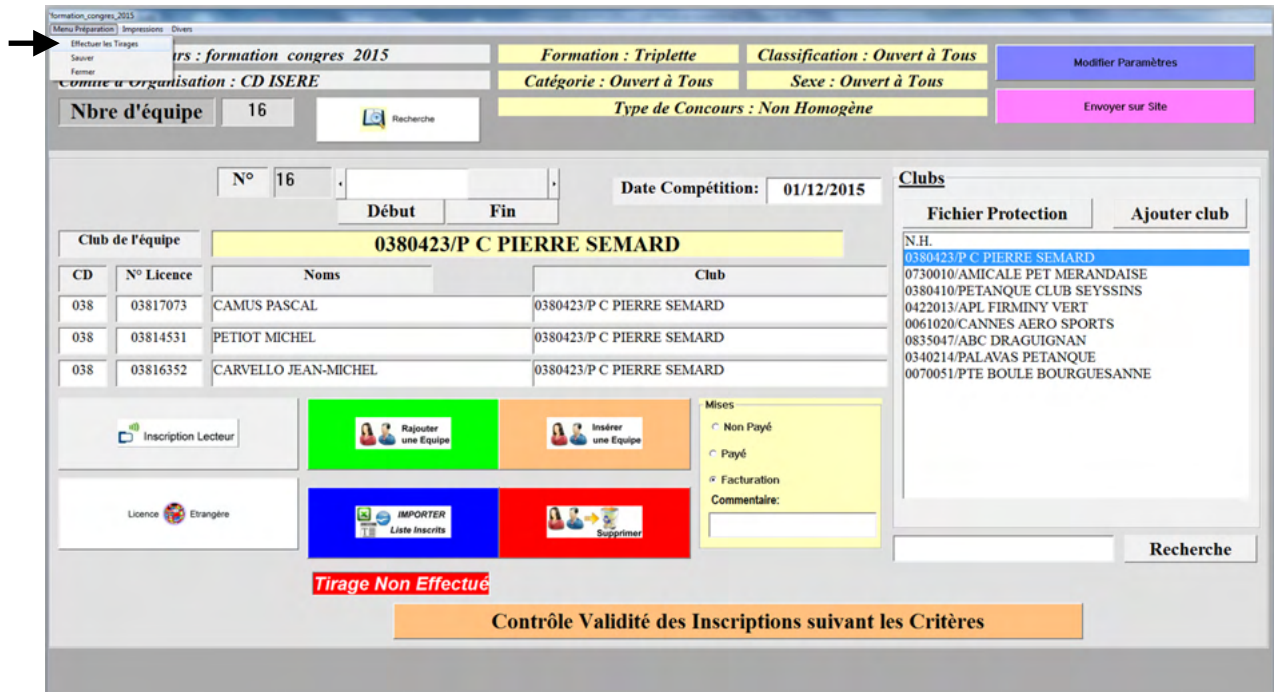 formation_congres_2015
Menu Préparation Impressions Divers
Effectuer les Tirages
Sauver
Fermer
rs : formation congres 2015
Formation : Triplette
Classification : Ouvert à Tous
Modifier Paramètres
Comité d'Organisation : CD ISERE
Catégorie : Ouvert à Tous
Sexe : Ouvert à Tous
Nbre d'équipe 16
Recherche
Type de Concours : Non Homogène
Envoyer sur Site
N° 16
Début Fin
Date Compétition: 01/12/2015
Clubs
Fichier Protection Ajouter club
Club de l'équipe 0380423/P C PIERRE SEMARD
CD N° Licence Noms Club
038 03817073 CAMUS PASCAL 0380423/P C PIERRE SEMARD
038 03814531 PETIOT MICHEL 0380423/P C PIERRE SEMARD
038 03816352 CARVELLO JEAN-MICHEL 0380423/P C PIERRE SEMARD
N.H.
0380423/P C PIERRE SEMARD
0730010/AMICALE PET MERANDAISE
0380410/PETANQUE CLUB SEYSSINS
0422013/APL FIRMINY VERT
0061020/CANNES AERO SPORTS
0835047/ABC DRAGUIGNAN
0340214/PALAVAS PETANQUE
0070051/PTE BOULE BOURGUESANNE
Inscription Lecteur
Rajouter
une Equipe
Insérer
une Equipe
Mises
Non Payé
Payé
Facturation
Commentaire:
Licence Etrangère
IMPORTER
Liste Inscrits
Supprimer
Recherche
Tirage Non Effectué
Contrôle Validité des Inscriptions suivant les Critères